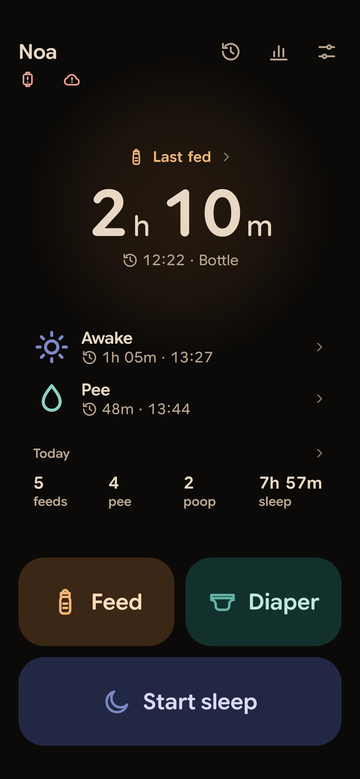 Noa
Last fed
2h 10m
12:22 · Bottle
Awake
1h 05m · 13:27
Pee
48m · 13:44
Today
5 4 2 7h 57m
feeds pee poop sleep
Feed Diaper
Start sleep